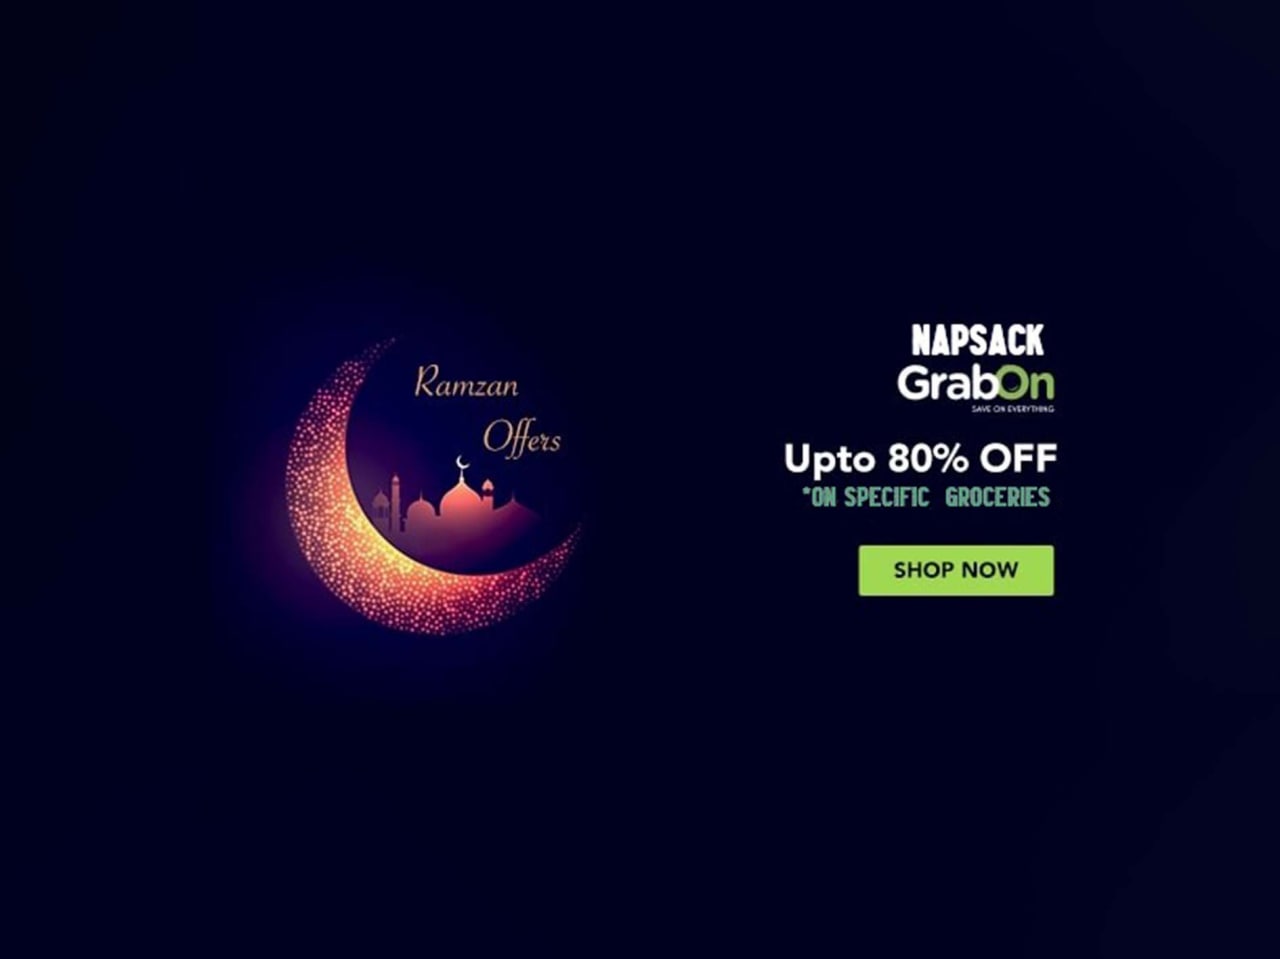 Ramzan
Offers
NAPSACK
GrabOn
SAVE ON EVERYTHING
Upto 80% OFF
*ON SPECIFIC GROCERIES
SHOP NOW